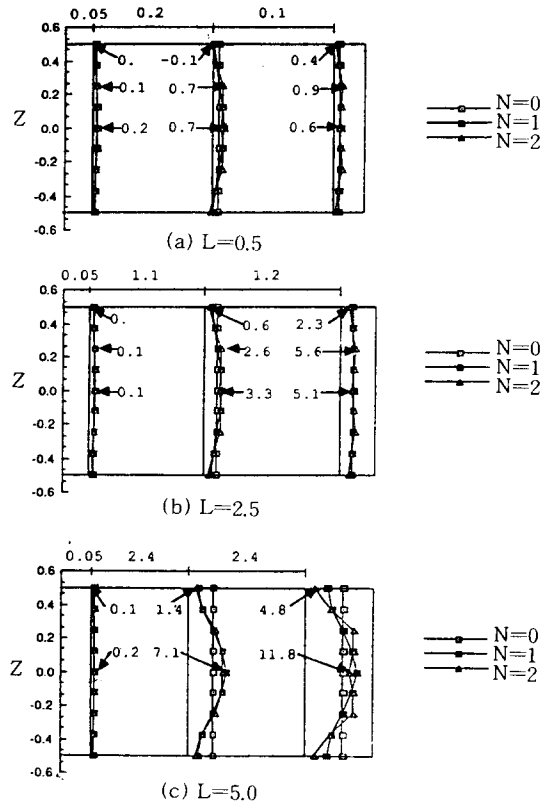 0.05 0.2 0.1
0.6
0.4
0.2
Z 0.0
-0.2
-0.4
-0.6
0. -0.1 0.4
0.1 0.7 0.9
0.2 0.7 0.6
N=0
N=1
N=2
(a) L=0.5
0.05 1.1 1.2
0.6
0.4
0.2
Z 0.0
-0.2
-0.4
-0.6
0. 0.6 2.3
0.1 2.6 5.6
0.1 3.3 5.1
N=0
N=1
N=2
(b) L=2.5
0.05 2.4 2.4
0.6
0.4
0.2
Z 0.0
-0.2
-0.4
-0.6
0.1 1.4 4.8
0.2 7.1 11.8
N=0
N=1
N=2
(c) L=5.0